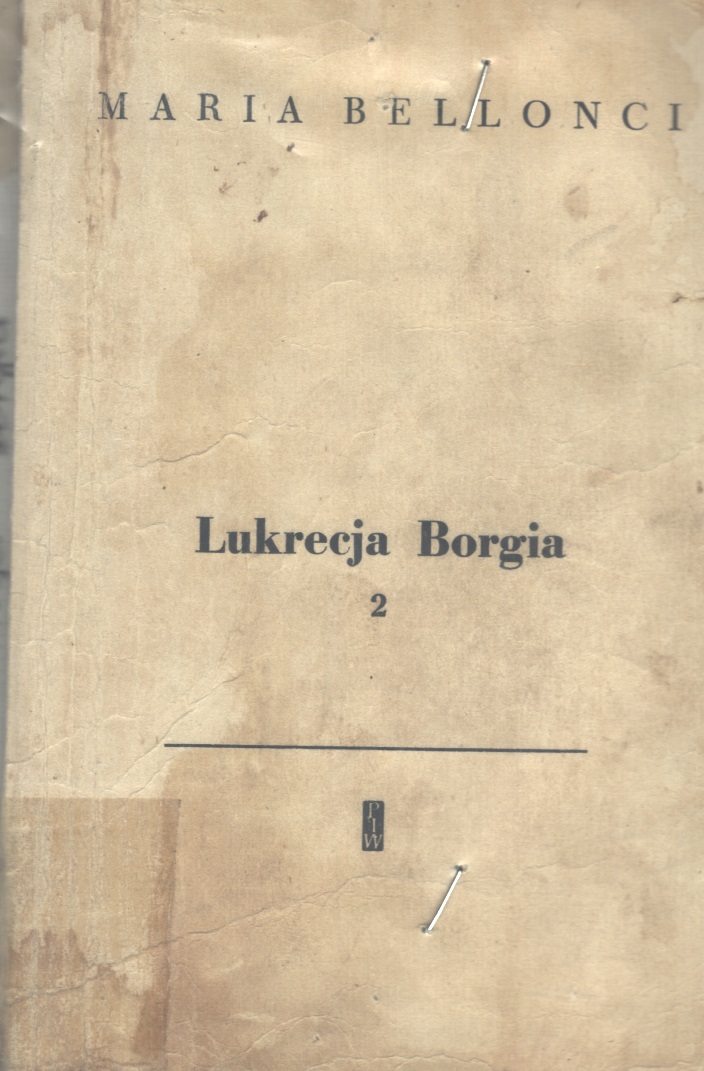 MARIA BELLONCI
Lukrecja Borgia
2
PIW